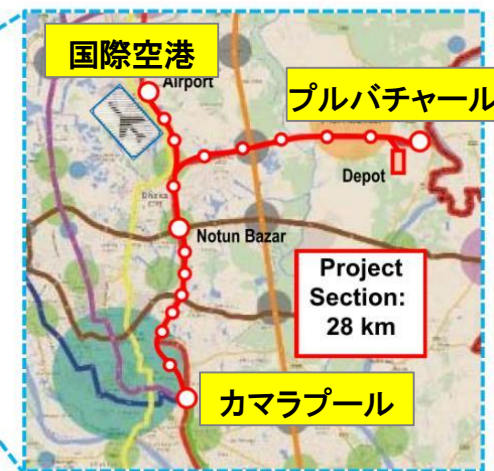 国際空港
Airport
プルバチャール
Depot
Notun Bazar
Project
Section:
28 km
カマラプール